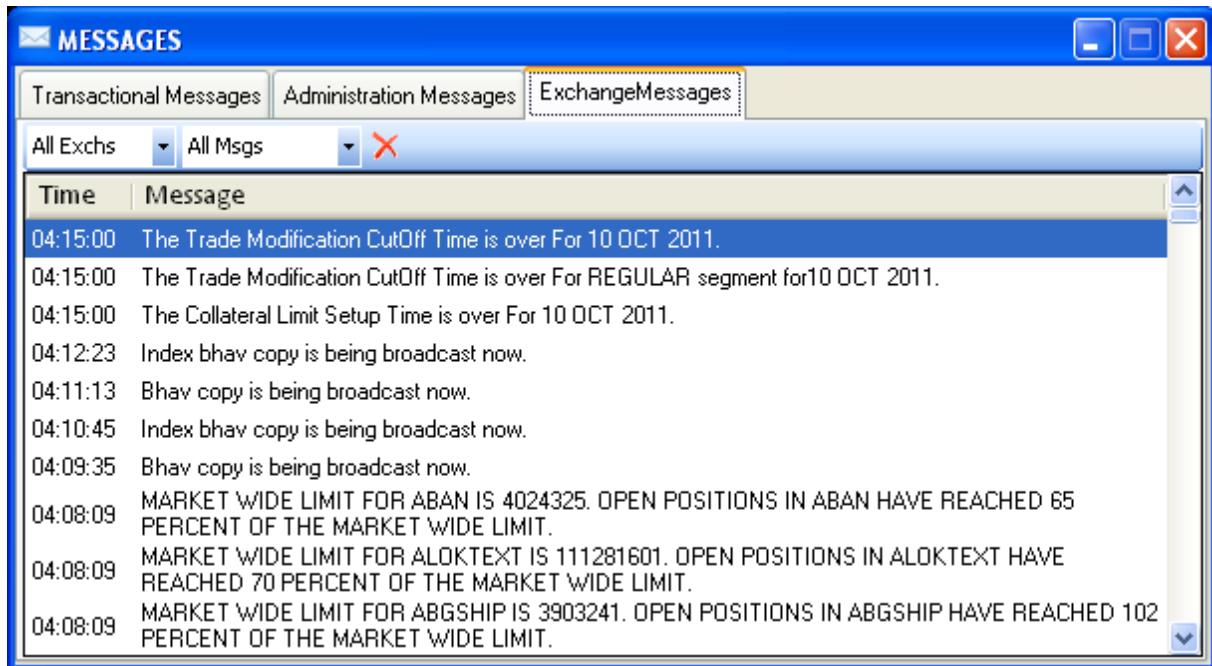 MESSAGES
Transactional Messages Administration Messages ExchangeMessages
All Exchs All Msgs
Time Message
04:15:00 The Trade Modification CutOff Time is over For 10 OCT 2011.
04:15:00 The Trade Modification CutOff Time is over For REGULAR segment for10 OCT 2011.
04:15:00 The Collateral Limit Setup Time is over For 10 OCT 2011.
04:12:23 Index bhav copy is being broadcast now.
04:11:13 Bhav copy is being broadcast now.
04:10:45 Index bhav copy is being broadcast now.
04:09:35 Bhav copy is being broadcast now.
04:08:09 MARKET WIDE LIMIT FOR ABAN IS 4024325. OPEN POSITIONS IN ABAN HAVE REACHED 65
PERCENT OF THE MARKET WIDE LIMIT.
04:08:09 MARKET WIDE LIMIT FOR ALOKTEXT IS 111281601. OPEN POSITIONS IN ALOKTEXT HAVE
REACHED 70 PERCENT OF THE MARKET WIDE LIMIT.
04:08:09 MARKET WIDE LIMIT FOR ABGSHIP IS 3903241. OPEN POSITIONS IN ABGSHIP HAVE REACHED 102
PERCENT OF THE MARKET WIDE LIMIT.